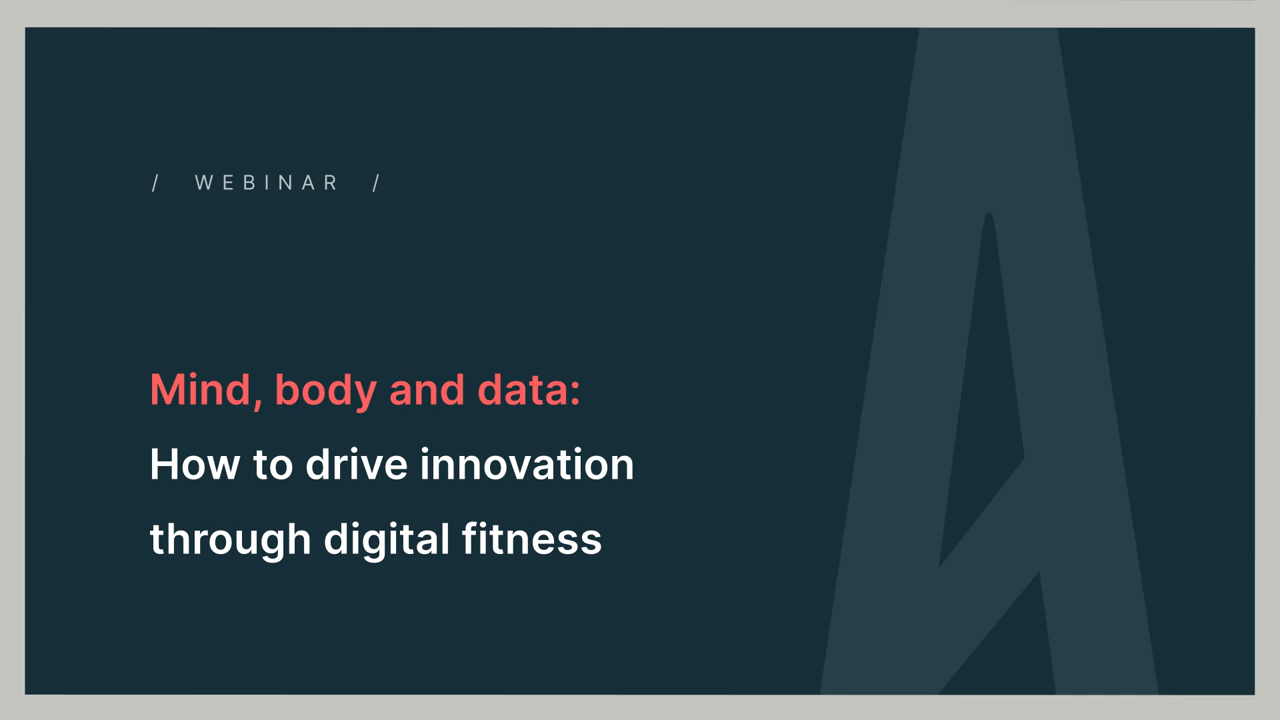 / WEBINAR /
Mind, body and data:
How to drive innovation
through digital fitness